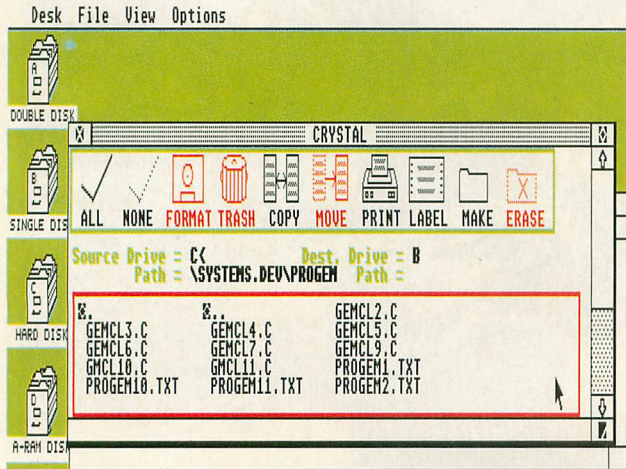 Desk File View Options
A
DOUBLE DISK
B
SINGLE DIS
C
HARD DISK
D
A-RAM DIS
CRYSTAL
ALL NONE FORMAT TRASH COPY MOVE PRINT LABEL MAKE ERASE
Source Drive = C< Dest. Drive = B
Path = \SYSTEMS.DEV\PROGEM Path =
. .. GEMCL2.C
GEMCL3.C GEMCL4.C GEMCL5.C
GEMCL6.C GEMCL7.C GEMCL9.C
GMCL10.C GMCL11.C PROGEM1.TXT
PROGEM10.TXT PROGEM11.TXT PROGEM2.TXT